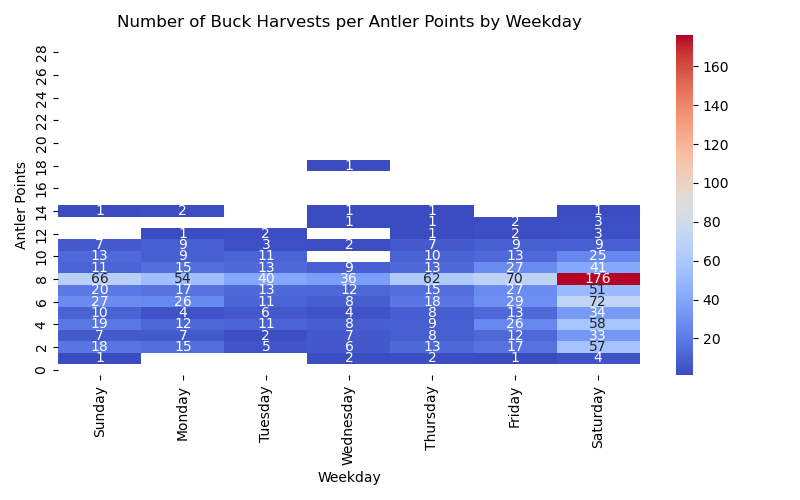 Number of Buck Harvests per Antler Points by Weekday
Antler Points
28
26
24
22
20
18 1
16
14 1 2 1 1 1
1 1 2 3
12 1 2 1 2 3
7 9 3 2 7 9 9
10 13 9 11 10 13 25
11 15 13 9 13 27 41
8 66 54 40 36 62 70 176
20 17 13 12 15 27 51
6 27 26 11 8 18 29 72
10 4 6 4 8 13 34
4 19 12 11 8 9 26 58
7 7 2 7 8 12 33
2 18 15 5 6 13 17 57
1 2 2 1 4
0
Sunday
Monday
Tuesday
Wednesday
Thursday
Friday
Saturday
Weekday
160
140
120
100
80
60
40
20